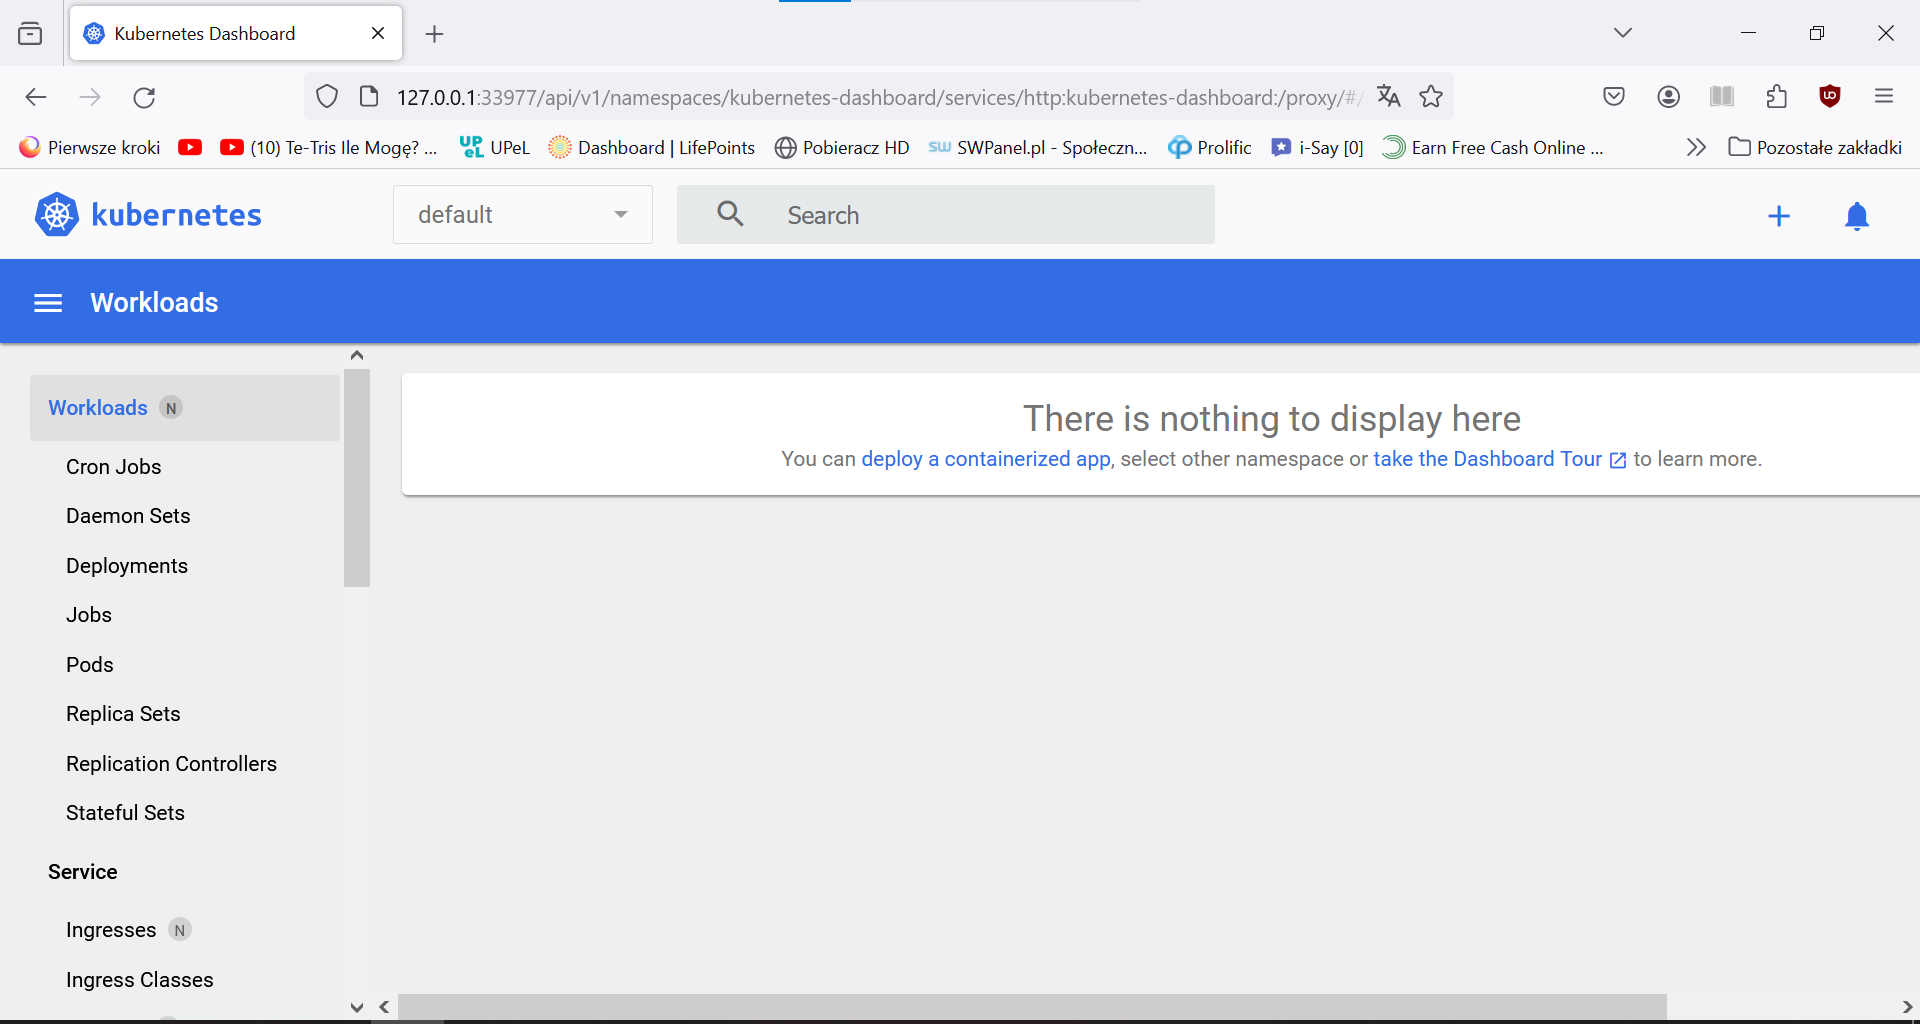 Kubernetes Dashboard
127.0.0.1:33977/api/v1/namespaces/kubernetes-dashboard/services/http:kubernetes-dashboard:/proxy/#/
Pierwsze kroki (10) Te-Tris Ile Mogę? ... UPeL UPeL Dashboard | LifePoints Pobieracz HD SW SWPanel.pl - Społeczn... Prolific i-Say [0] Earn Free Cash Online ... Pozostałe zakładki
kubernetes default Search
Workloads
There is nothing to display here
You can deploy a containerized app, select other namespace or take the Dashboard Tour to learn more.
Workloads N
Cron Jobs
Daemon Sets
Deployments
Jobs
Pods
Replica Sets
Replication Controllers
Stateful Sets
Service
Ingresses N
Ingress Classes